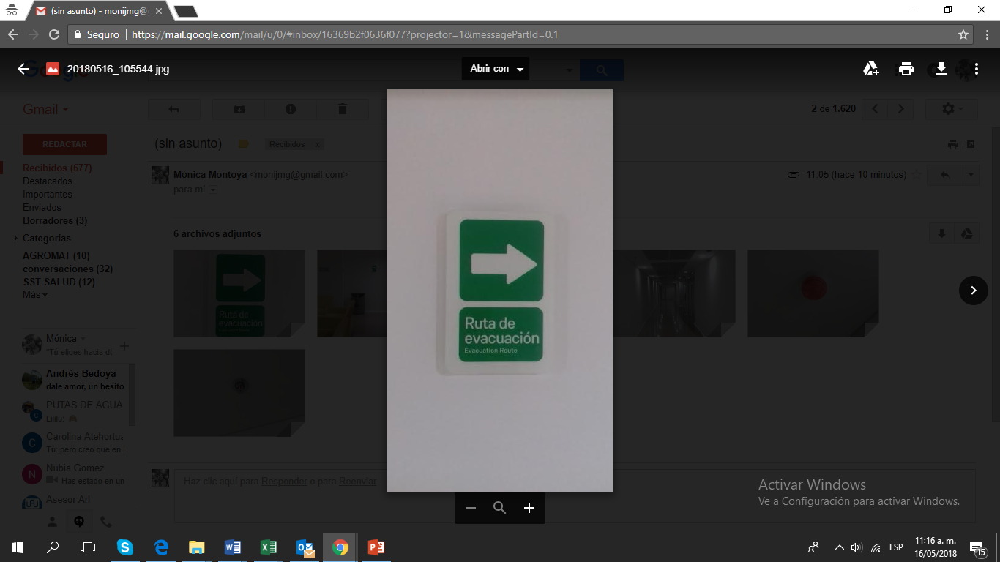 (sin asunto) - monijmg@
Seguro
https://mail.google.com/mail/u/0/#inbox/16369b2f0636f077?projector=1&messagePartId=0.1
20180516_105544.jpg
Abrir con
Gmail
2 de 1.620
REDACTAR
(sin asunto)
Recibidos x
Recibidos (677)
Mónica Montoya <monijmg@gmail.com>
11:05 (hace 10 minutos)
para mí
Destacados
Importantes
Enviados
Borradores (3)
Categorías
6 archivos adjuntos
AGROMAT (10)
conversaciones (32)
SST SALUD (12)
Más
Ruta de
evacuación
Ruta de
evacuación
Evacuation Route
Mónica
"Tú eliges hacia
Andrés Bedoya
dale amor, un besito
PUTAS DE AGUA
Lililu:
Carolina Atehortua
Tú: pero creo que en
Nubia Gomez
Has estado en un
Asesor Arl
Haz clic aquí para Responder o para Reenviar
Activar Windows
Ve a Configuración para activar Windows.
ESP
11:16 a. m.
16/05/2018
15